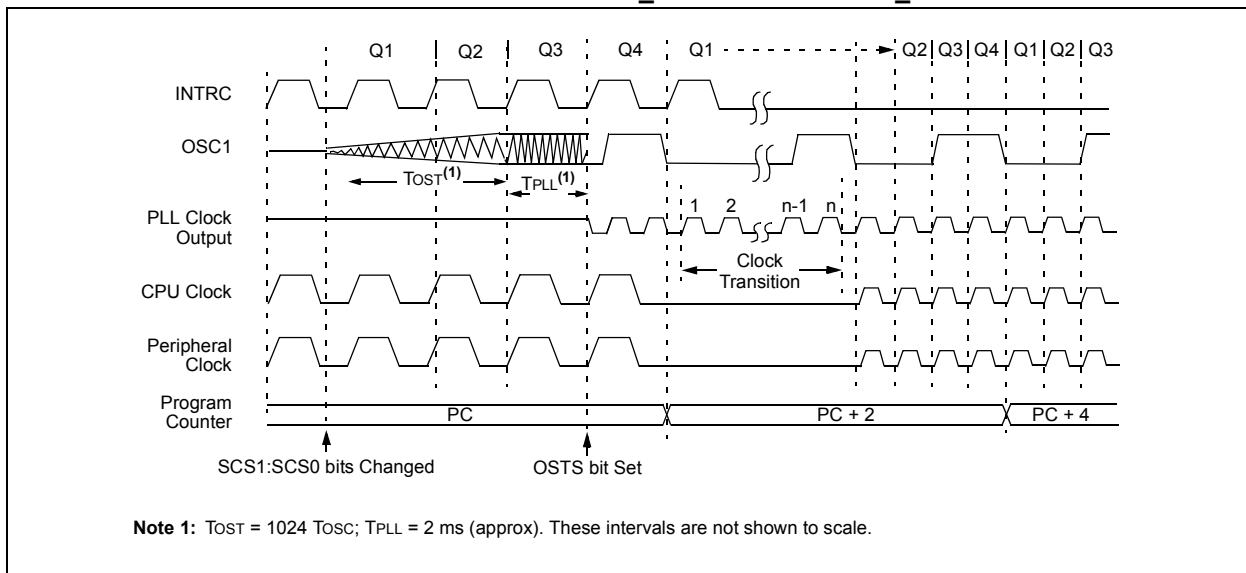 Q1 Q2 Q3 Q4 Q1 Q2 Q3 Q4 Q1 Q2 Q3
INTRC
OSC1
TOST(1) TPLL(1)
PLL Clock
Output
1 2 n-1 n
Clock
Transition
CPU Clock
Peripheral
Clock
Program
Counter
PC PC + 2 PC + 4
SCS1:SCS0 bits Changed OSTS bit Set
Note 1: TOST = 1024 TOSC; TPLL = 2 ms (approx). These intervals are not shown to scale.